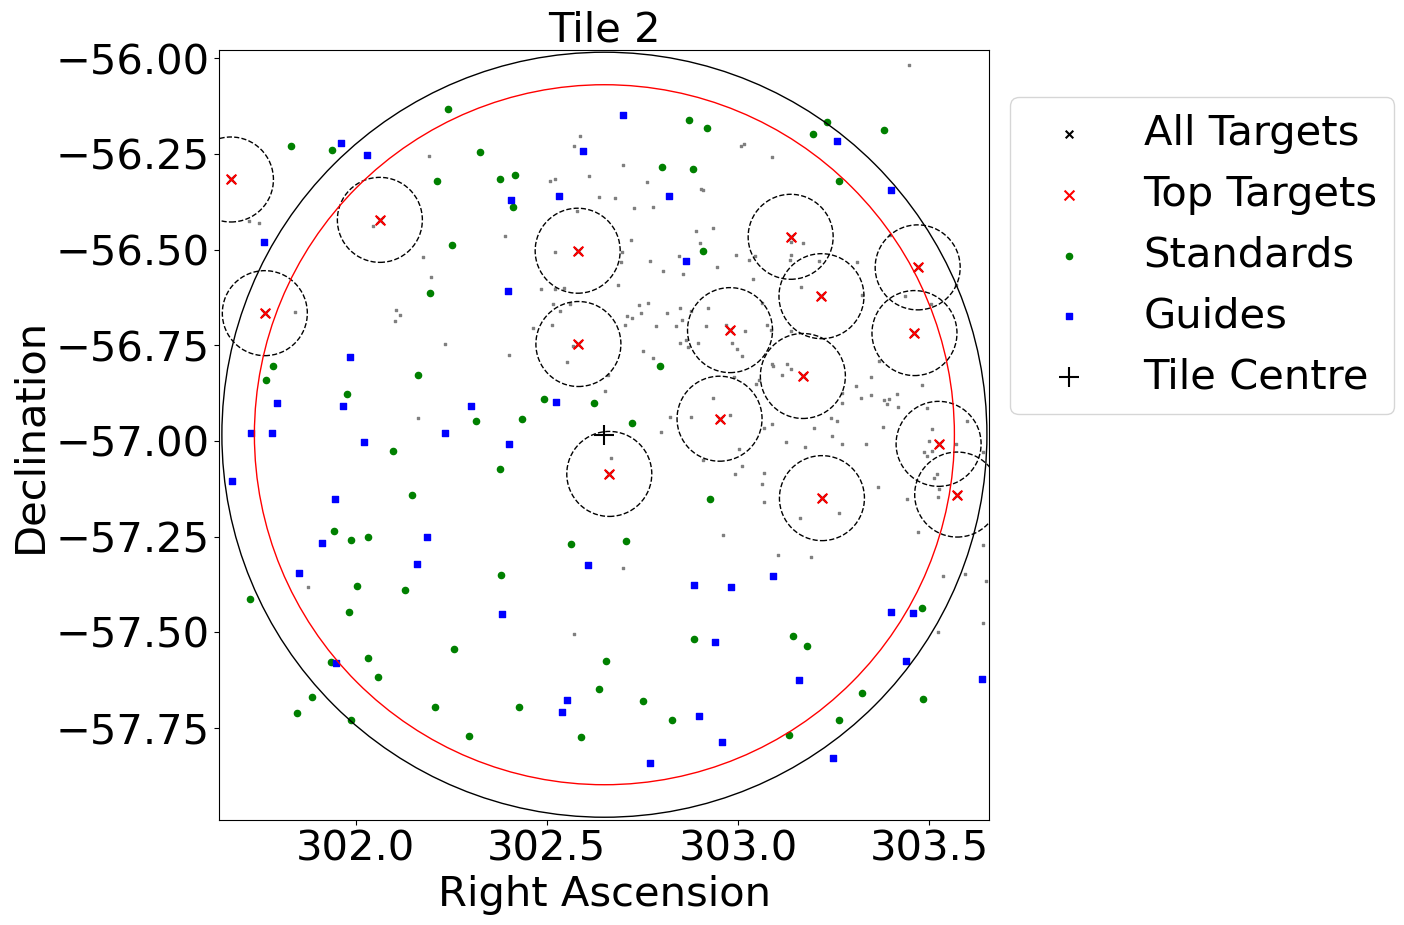 Tile 2
−56.00
−56.25
−56.50
−56.75
−57.00
−57.25
−57.50
−57.75
Declination
302.0 302.5 303.0 303.5
Right Ascension
All Targets
Top Targets
Standards
Guides
Tile Centre